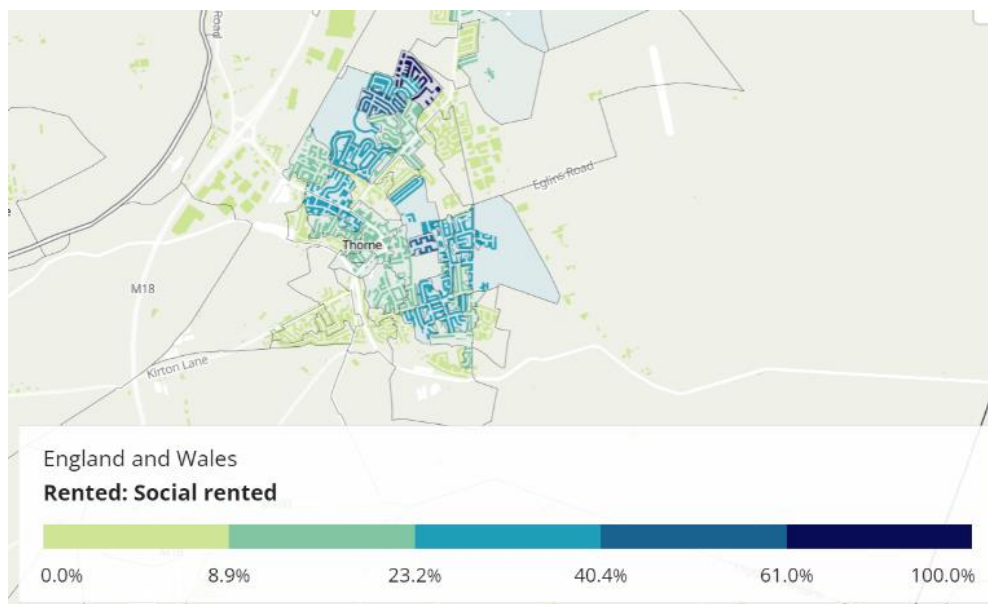 Road
Eglins Road
Thorne
M18
Kirton Lane
England and Wales
Rented: Social rented
0.0%
8.9%
23.2%
40.4%
61.0%
100.0%